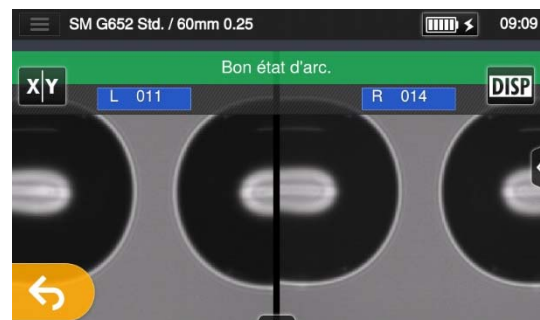 SM G652 Std. / 60mm 0.25
09:09
Bon état d'arc.
X|Y
L 011
R 014
DISP